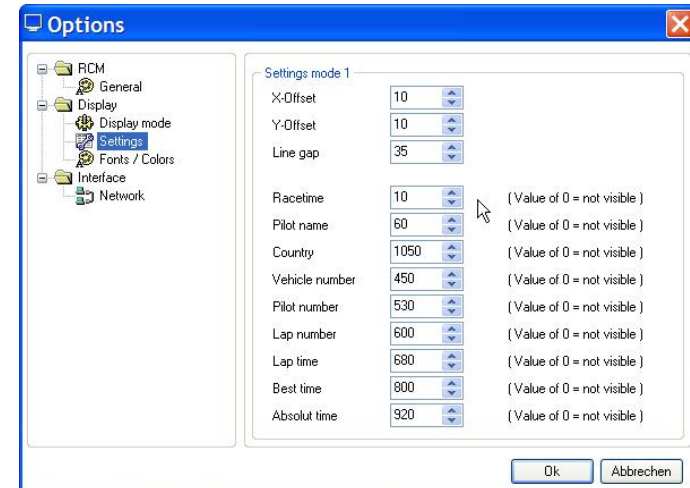 Options
RCM
General
Display
Display mode
Settings
Fonts / Colors
Interface
Network
Settings mode 1
X-Offset 10
Y-Offset 10
Line gap 35
Racetime 10 ( Value of 0 = not visible )
Pilot name 60 ( Value of 0 = not visible )
Country 1050 ( Value of 0 = not visible )
Vehicle number 450 ( Value of 0 = not visible )
Pilot number 530 ( Value of 0 = not visible )
Lap number 600 ( Value of 0 = not visible )
Lap time 680 ( Value of 0 = not visible )
Best time 800 ( Value of 0 = not visible )
Absolut time 920 ( Value of 0 = not visible )
Ok Abbrechen